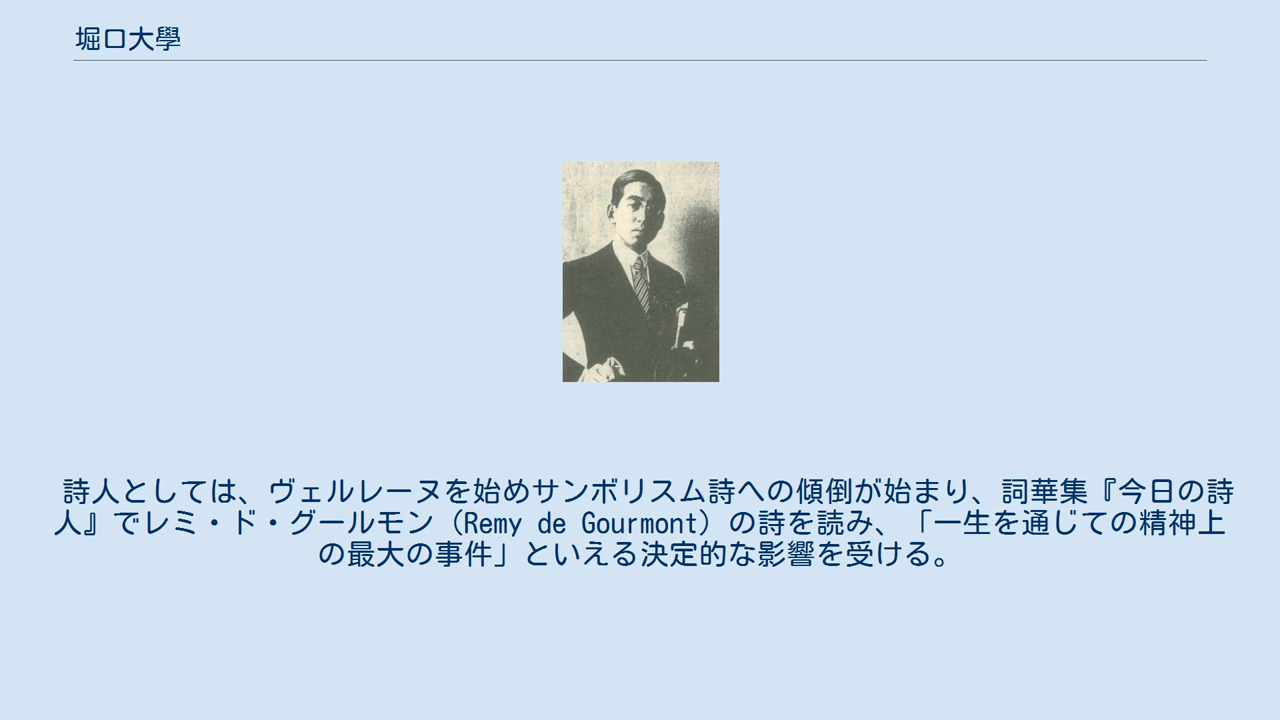 堀口大學
詩人としては、ヴェルレーヌを始めサンボリスム詩への傾倒が始まり、詞華集『今日の詩
人』でレミ・ド・グールモン（Remy de Gourmont）の詩を読み、「一生を通じての精神上
の最大の事件」といえる決定的な影響を受ける。